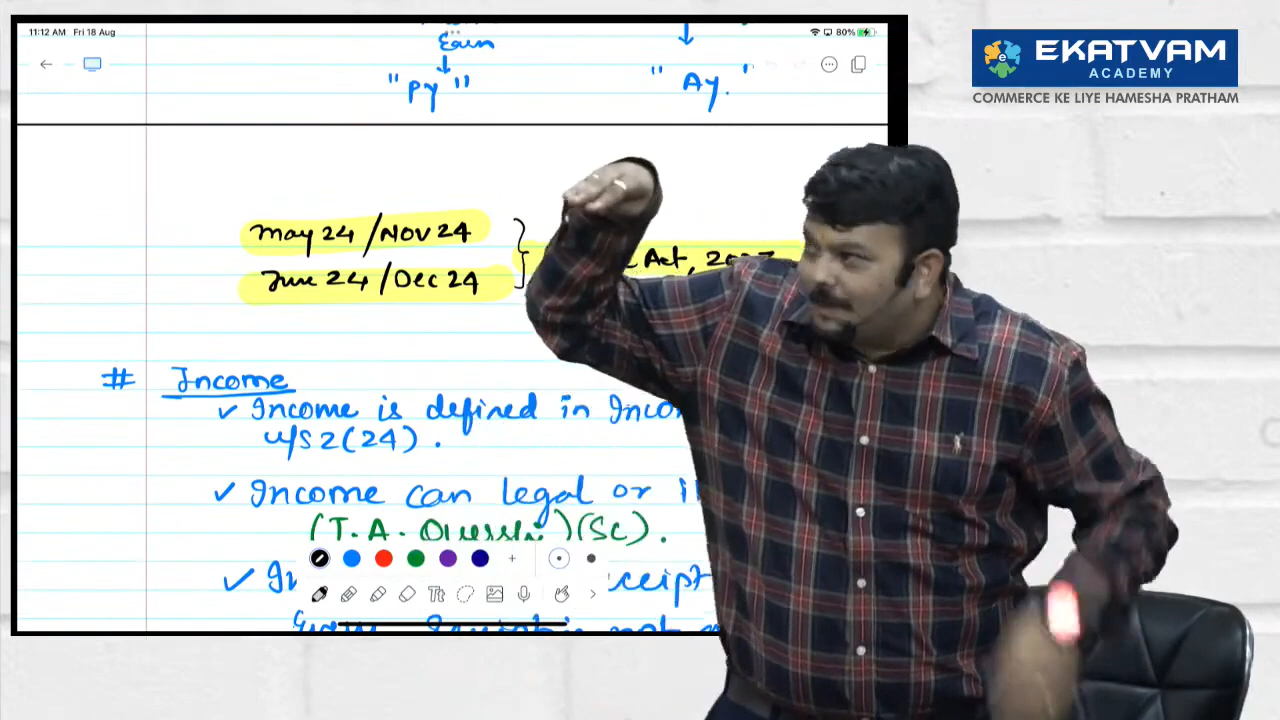 11:12 AM Fri 18 Aug
80%
EKATVAM
ACADEMY
COMMERCE KE LIYE HAMESHA PRATHAM
Earn
"PY" "AY."
May 24 /Nov 24
June 24 /Dec 24
Act,
# Income
✓ Income is defined in
u/s 2(24).
✓ Income can legal or
(T.A. )(SC).
not